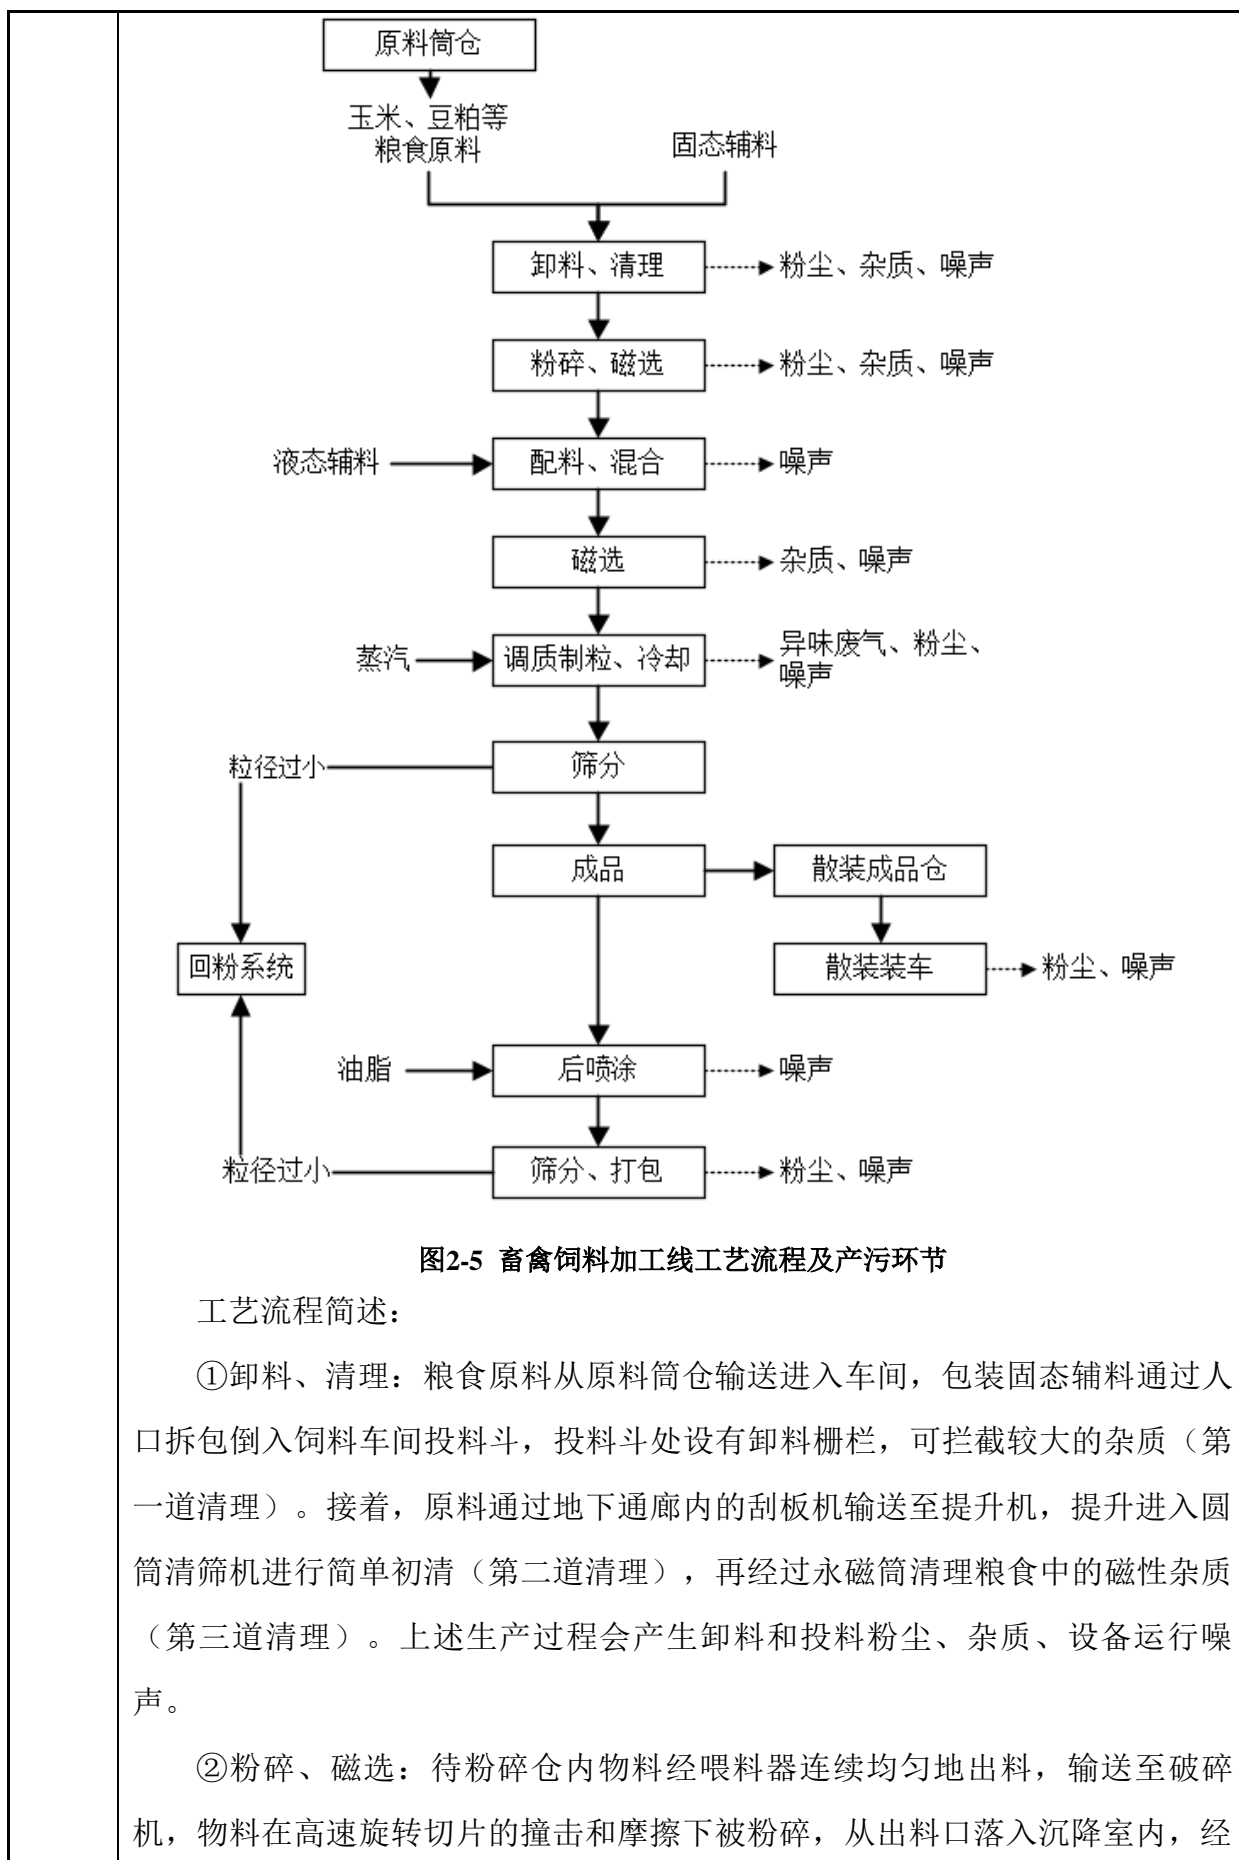 原料筒仓
玉米、豆粕等
粮食原料
固态辅料
卸料、清理
粉尘、杂质、噪声
粉碎、磁选
粉尘、杂质、噪声
液态辅料
配料、混合
噪声
磁选
杂质、噪声
蒸汽
调质制粒、冷却
异味废气、粉尘、
噪声
粒径过小
筛分
成品
散装成品仓
回粉系统
散装装车
粉尘、噪声
油脂
后喷涂
噪声
粒径过小
筛分、打包
粉尘、噪声
图2-5 畜禽饲料加工线工艺流程及产污环节
工艺流程简述：
①卸料、清理：粮食原料从原料筒仓输送进入车间，包装固态辅料通过人
口拆包倒入饲料车间投料斗，投料斗处设有卸料栅栏，可拦截较大的杂质（第
一道清理）。接着，原料通过地下通廊内的刮板机输送至提升机，提升进入圆
筒清筛机进行简单初清（第二道清理），再经过永磁筒清理粮食中的磁性杂质
（第三道清理）。上述生产过程会产生卸料和投料粉尘、杂质、设备运行噪
声。
②粉碎、磁选：待粉碎仓内物料经喂料器连续均匀地出料，输送至破碎
机，物料在高速旋转切片的撞击和摩擦下被粉碎，从出料口落入沉降室内，经